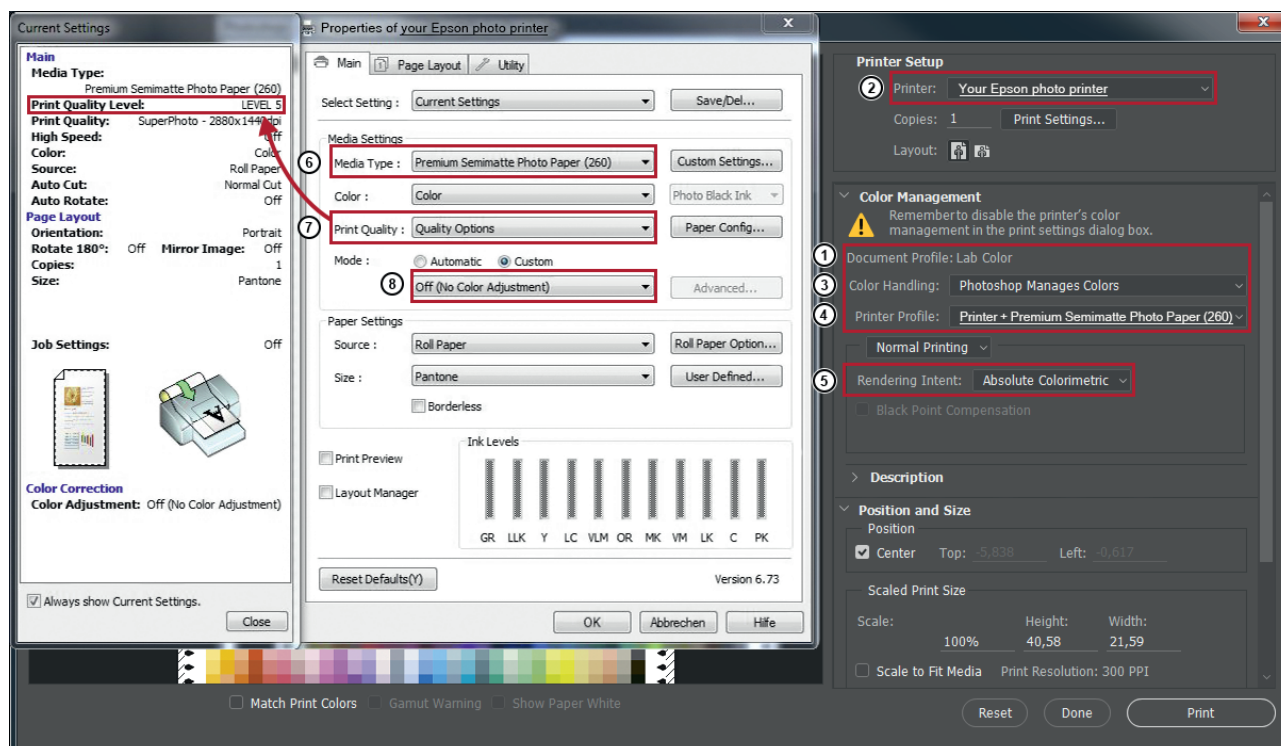 Current Settings
Main
Media Type:
Premium Semimatte Photo Paper (260)
Print Quality Level: LEVEL 5
Print Quality: SuperPhoto - 2880x1440dpi
High Speed: Off
Color: Color
Source: Roll Paper
Auto Cut: Normal Cut
Auto Rotate: Off
Page Layout
Orientation: Portrait
Rotate 180°: Off Mirror Image: Off
Copies: 1
Size: Pantone
Job Settings: Off
Color Correction
Color Adjustment: Off (No Color Adjustment)
Always show Current Settings.
Close
Properties of your Epson photo printer
x
Main Page Layout Utility
Select Setting : Current Settings Save/Del...
Media Settings
6 Media Type : Premium Semimatte Photo Paper (260) Custom Settings...
Color : Color Photo Black Ink
7 Print Quality : Quality Options Paper Config...
Mode : Automatic Custom
8 Off (No Color Adjustment) Advanced...
Paper Settings
Source : Roll Paper Roll Paper Option...
Size : Pantone User Defined...
Borderless
Print Preview
Layout Manager
Ink Levels
GR LLK Y LC VLM OR MK VM LK C PK
Reset Defaults(Y) Version 6.73
OK Abbrechen Hilfe
x
Printer Setup
2 Printer: Your Epson photo printer
Copies: 1 Print Settings...
Layout:
Color Management
Remember to disable the printer's color
management in the print settings dialog box.
1 Document Profile: Lab Color
3 Color Handling: Photoshop Manages Colors
4 Printer Profile: Printer + Premium Semimatte Photo Paper (260)
Normal Printing
5 Rendering Intent: Absolute Colorimetric
Black Point Compensation
Description
Position and Size
Position
Center Top: -5,838 Left: -0,617
Scaled Print Size
Scale: Height: Width:
100% 40,58 21,59
Scale to Fit Media Print Resolution: 300 PPI
Match Print Colors Gamut Warning Show Paper White
Reset Done Print